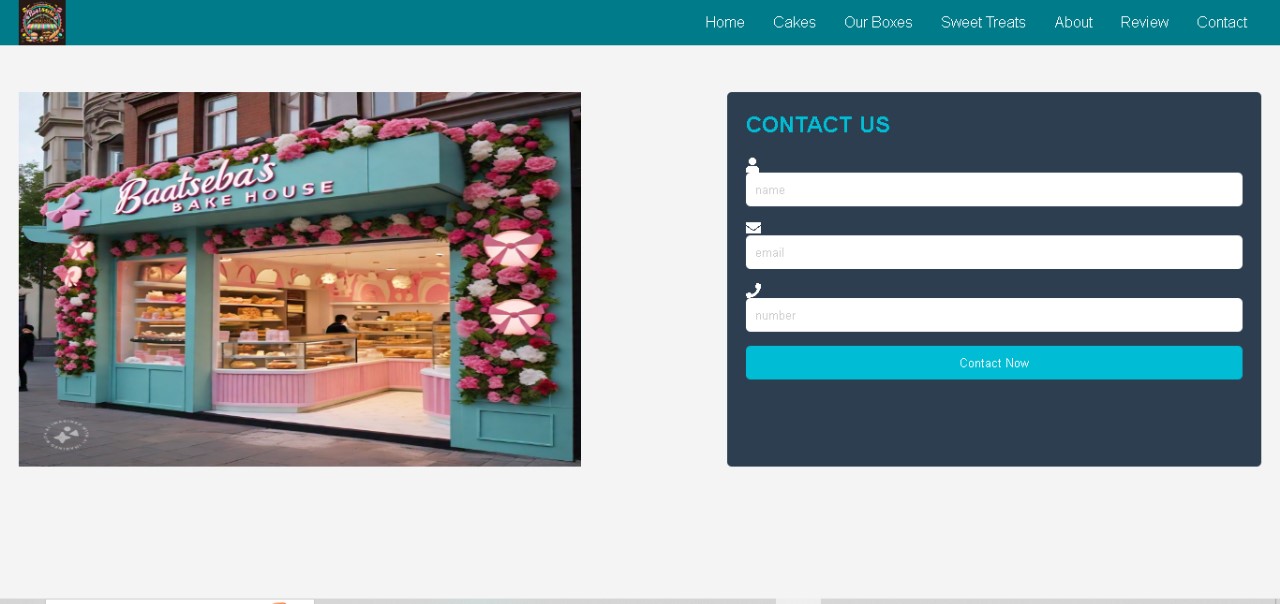 Home Cakes Our Boxes Sweet Treats About Review Contact
Baatseba's
BAKE HOUSE
CONTACT US
name
email
number
Contact Now